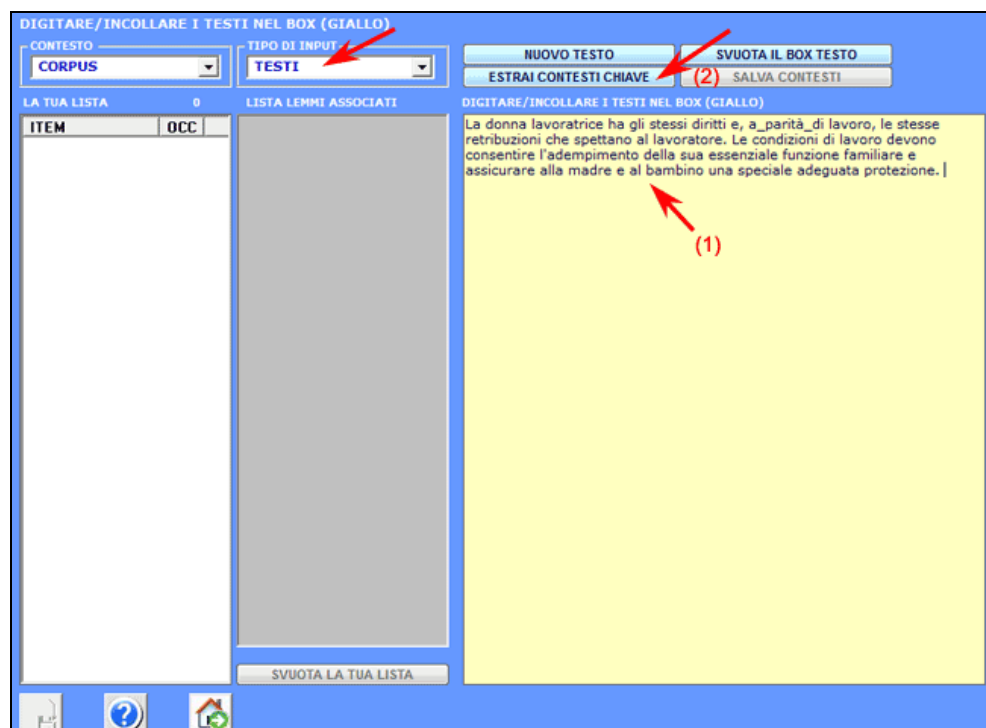 DIGITARE/INCOLLARE I TESTI NEL BOX (GIALLO)
CONTESTO
CORPUS
TIPO DI INPUT
TESTI
NUOVO TESTO
SVUOTA IL BOX TESTO
ESTRAI CONTESTI CHIAVE
(2)
SALVA CONTESTI
LA TUA LISTA 0
LISTA LEMMI ASSOCIATI
DIGITARE/INCOLLARE I TESTI NEL BOX (GIALLO)
ITEM OCC
La donna lavoratrice ha gli stessi diritti e, a_parità_di lavoro, le stesse
retribuzioni che spettano al lavoratore. Le condizioni di lavoro devono
consentire l'adempimento della sua essenziale funzione familiare e
assicurare alla madre e al bambino una speciale adeguata protezione.
(1)
SVUOTA LA TUA LISTA
?